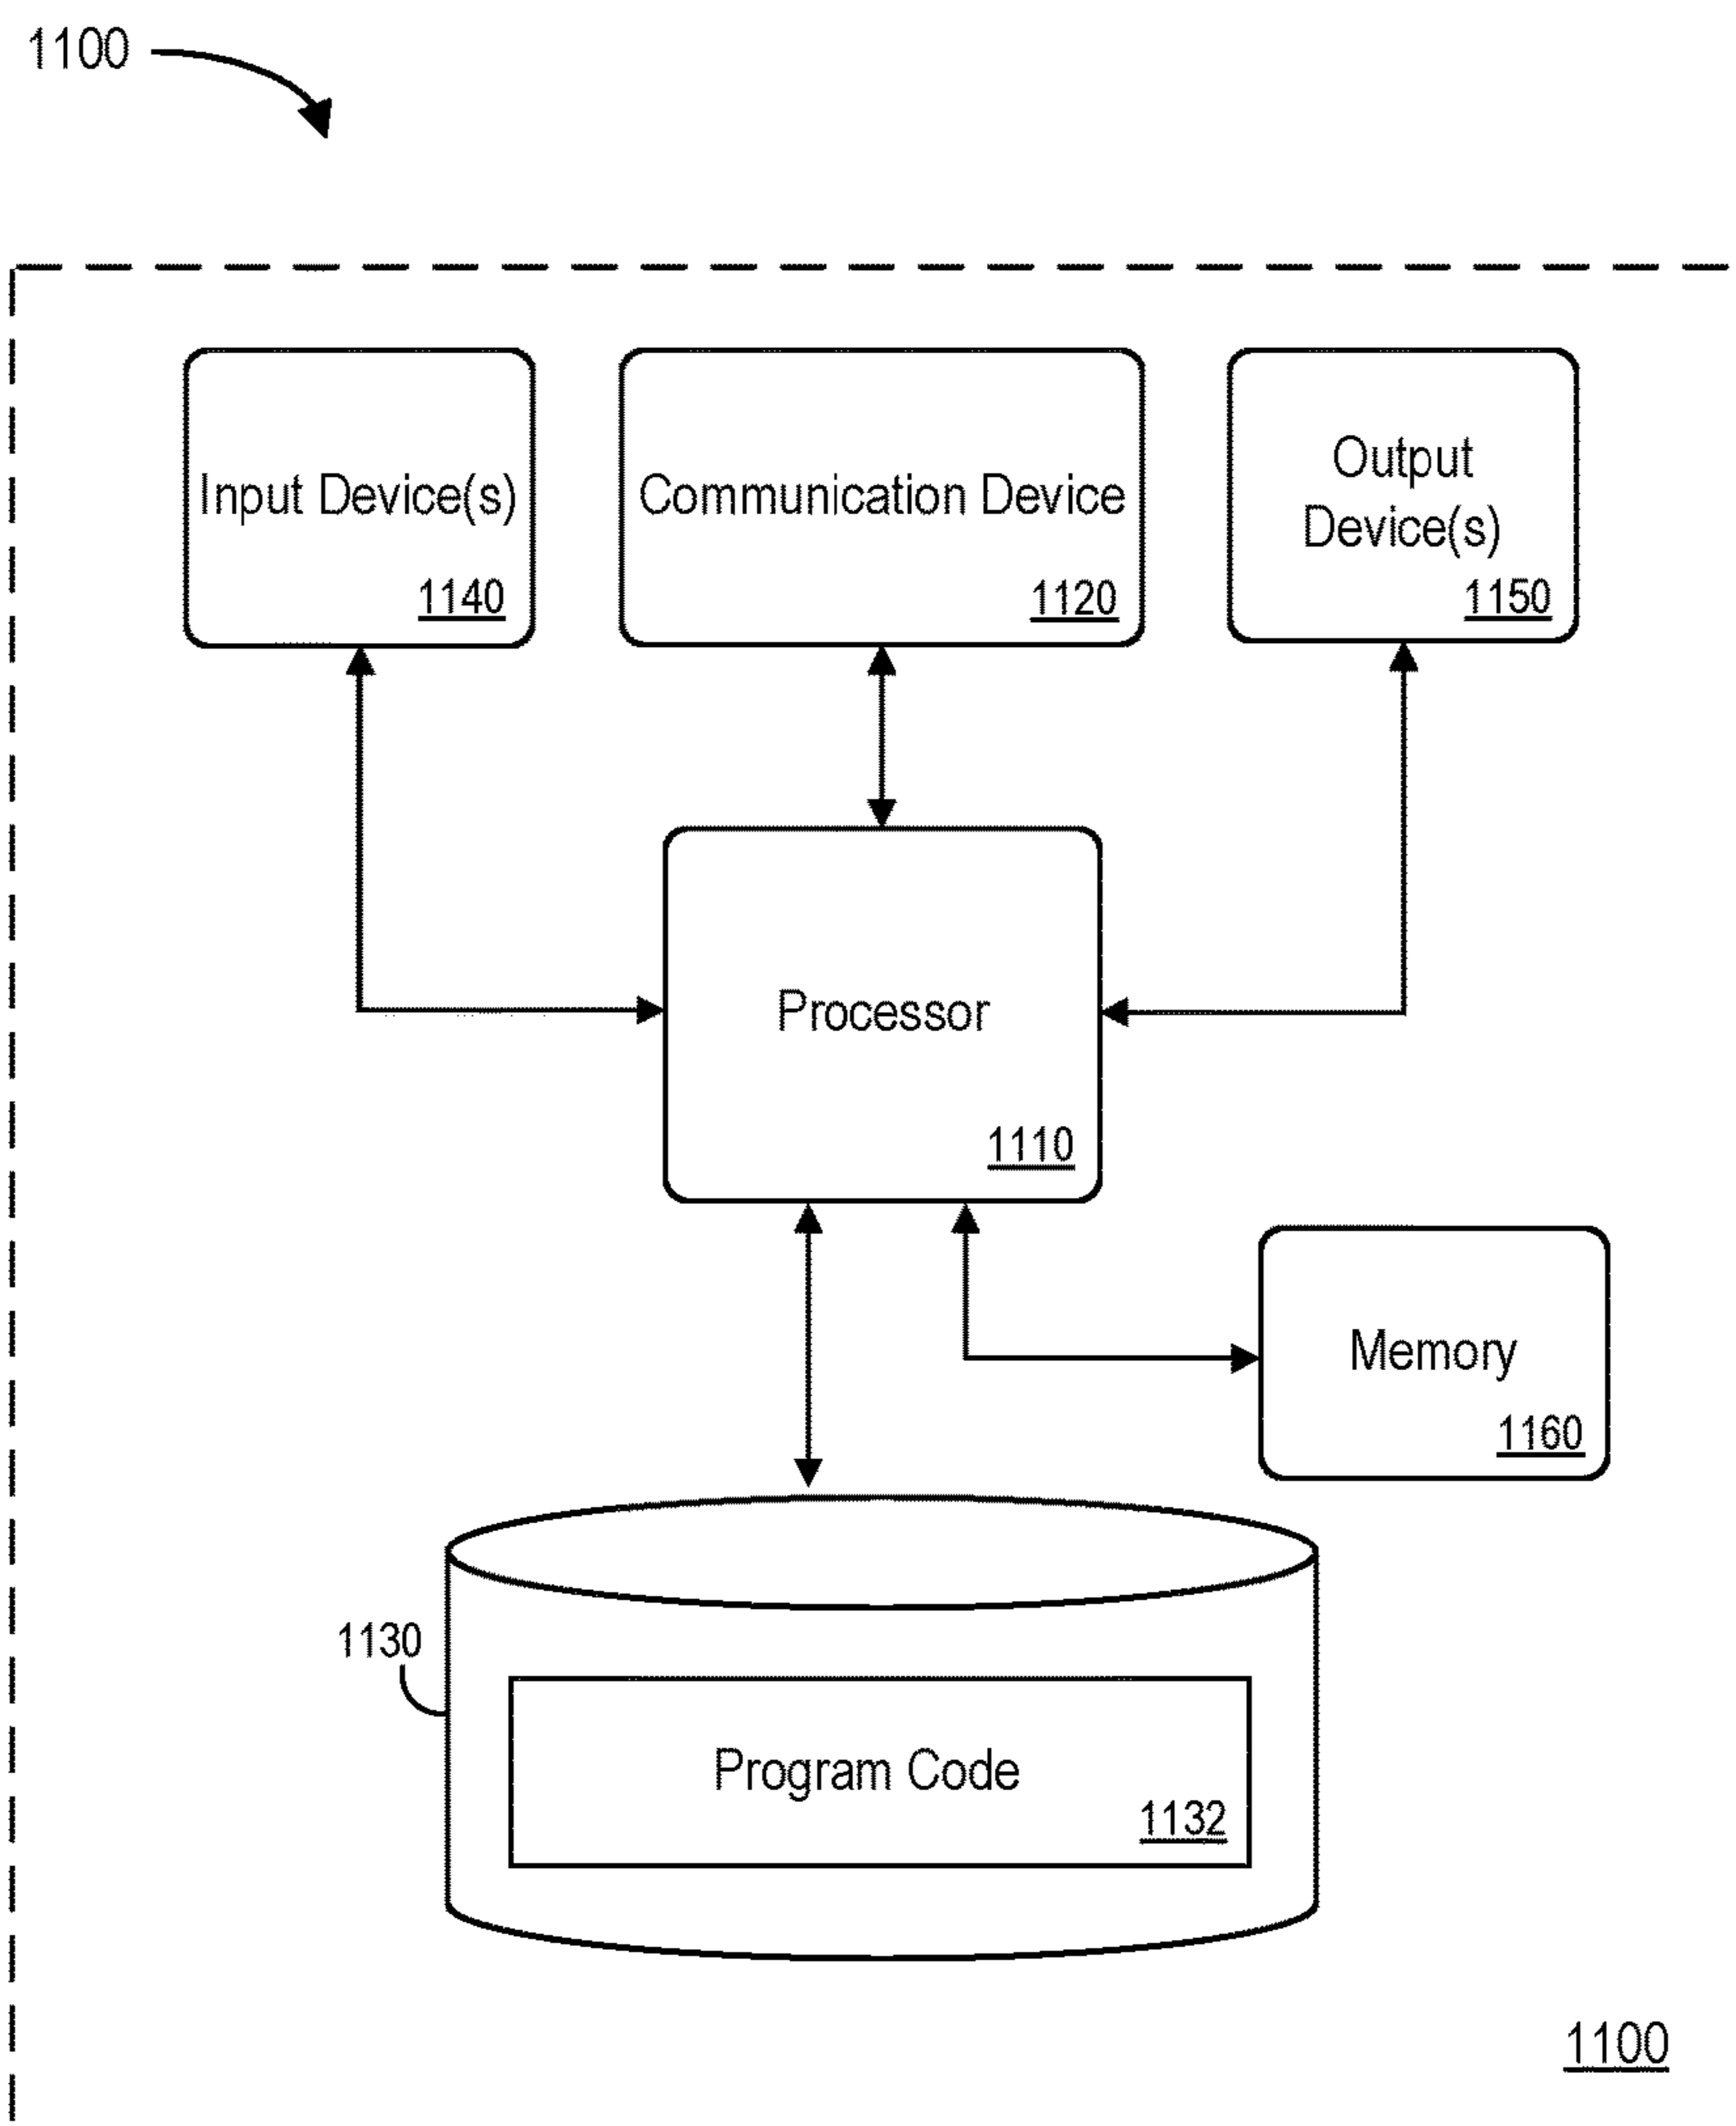 1100
Input Device(s)
1140
Communication Device
1120
Output
Device(s)
1150
Processor
1110
Memory
1160
1130
Program Code
1132
1100